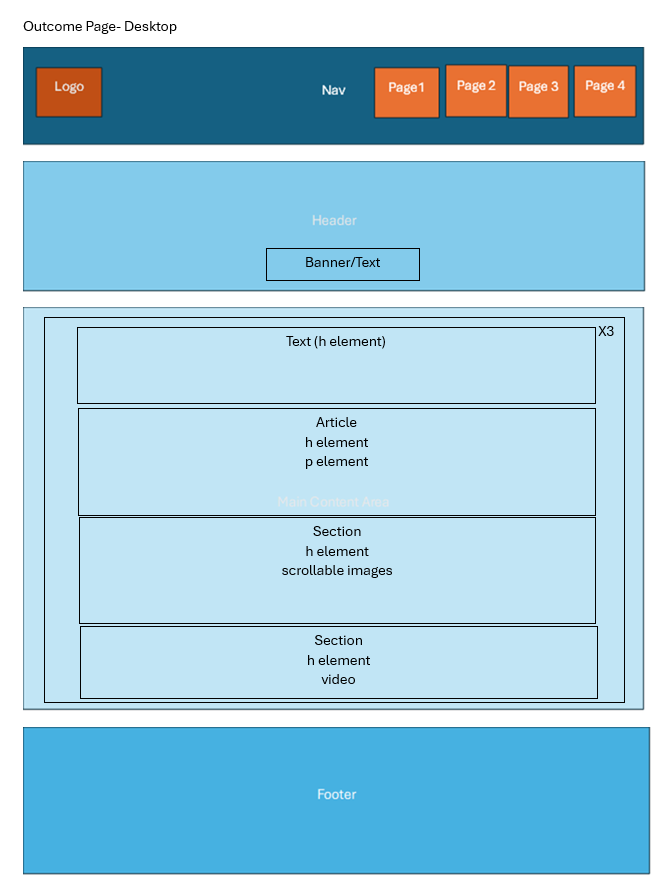 Outcome Page- Desktop
Logo
Nav
Page1
Page 2
Page 3
Page 4
Header
Banner/Text
X3
Text (h element)
Article
h element
p element
Main Content Area
Section
h element
scrollable images
Section
h element
video
Footer